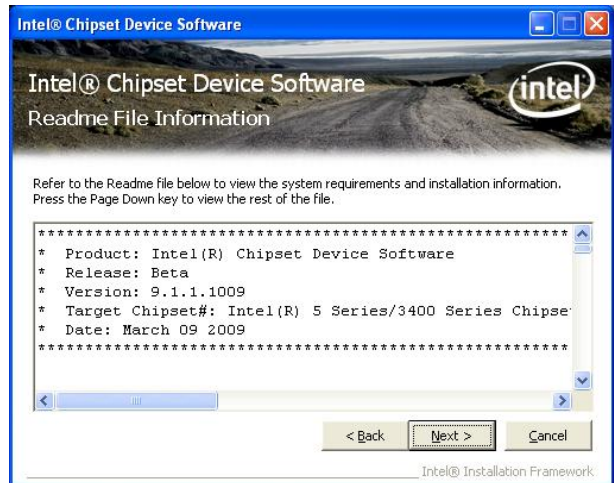 Intel® Chipset Device Software
Intel® Chipset Device Software
intel
Readme File Information
Refer to the Readme file below to view the system requirements and installation information.
Press the Page Down key to view the rest of the file.
******************************************************************
* Product: Intel(R) Chipset Device Software
* Release: Beta
* Version: 9.1.1.1009
* Target Chipset#: Intel(R) 5 Series/3400 Series Chipse
* Date: March 09 2009
******************************************************************
< Back Next > Cancel
Intel® Installation Framework